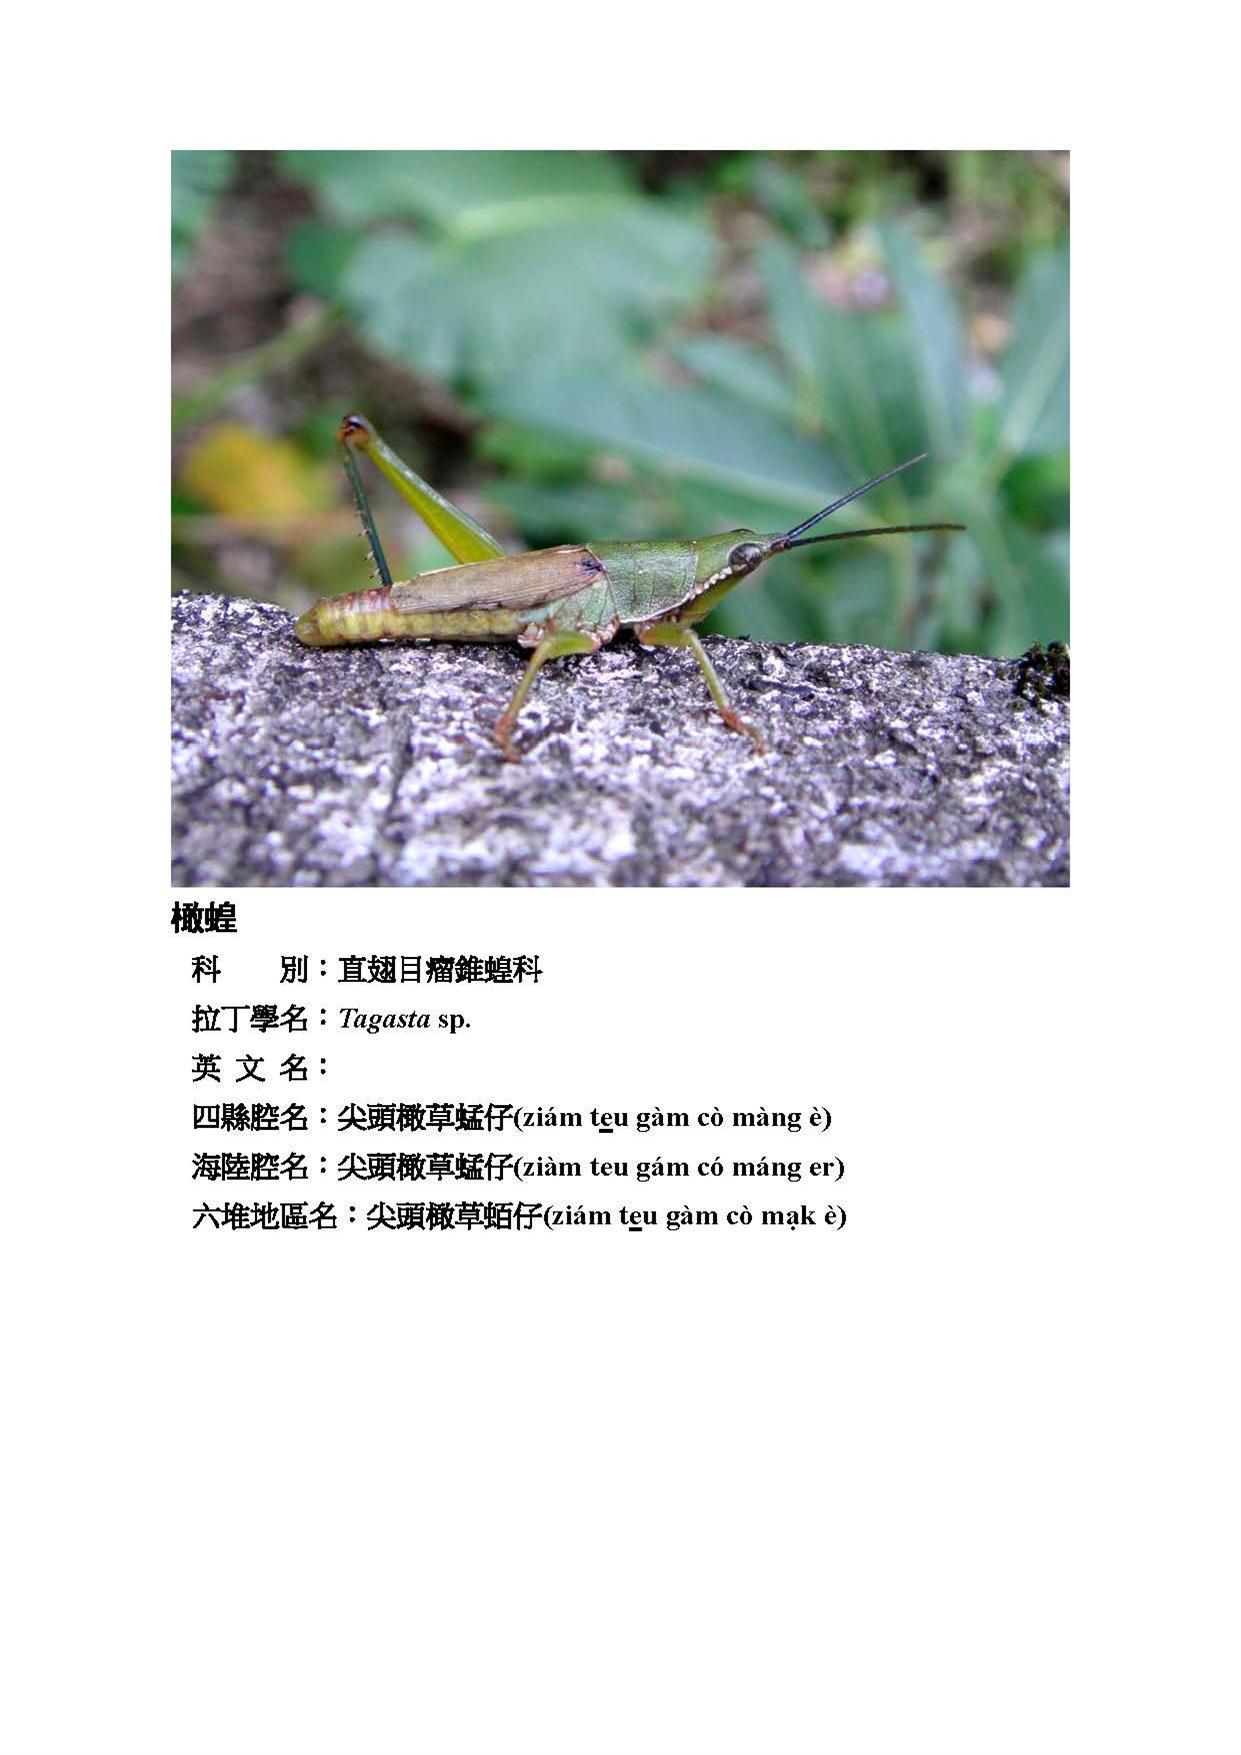 橄蝗
科　　別：直翅目瘤錐蝗科
拉丁學名：Tagasta sp.
英 文 名：
四縣腔名：尖頭橄草蜢仔(ziám te̲u gàm cò màng è)
海陸腔名：尖頭橄草蜢仔(ziàm teu gám có máng er)
六堆地區名：尖頭橄草蛨仔(ziám te̲u gàm cò mạk è)